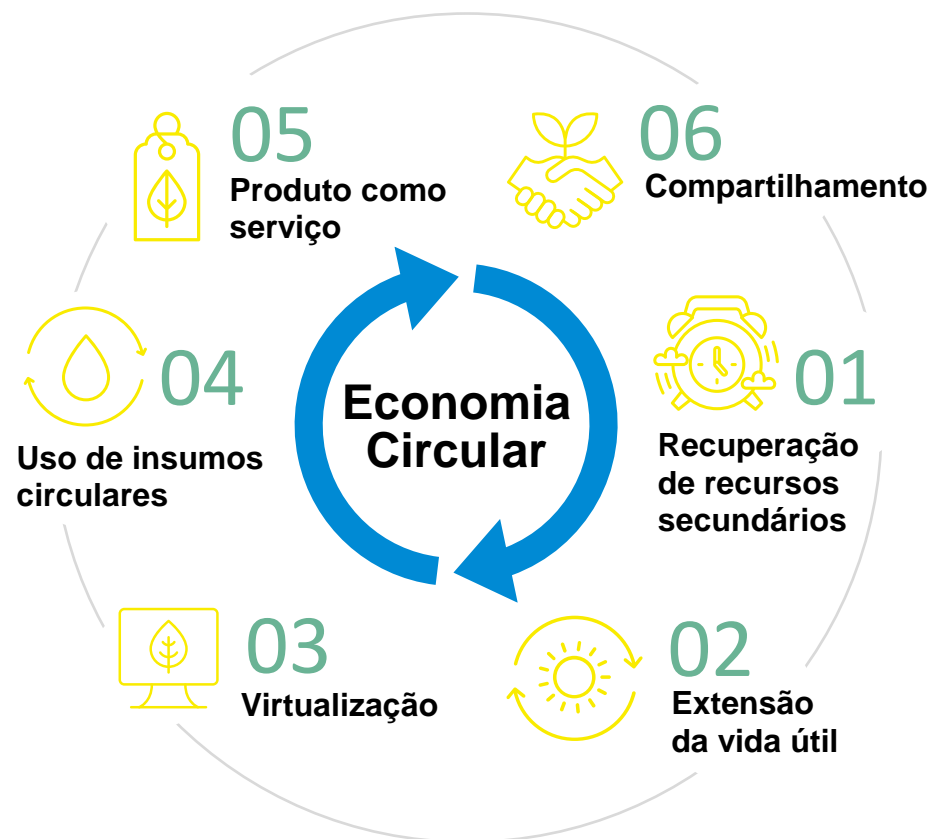 05
Produto como
serviço
06
Compartilhamento
04
Uso de insumos
circulares
Economia
Circular
01
Recuperação
de recursos
secundários
03
Virtualização
02
Extensão
da vida útil